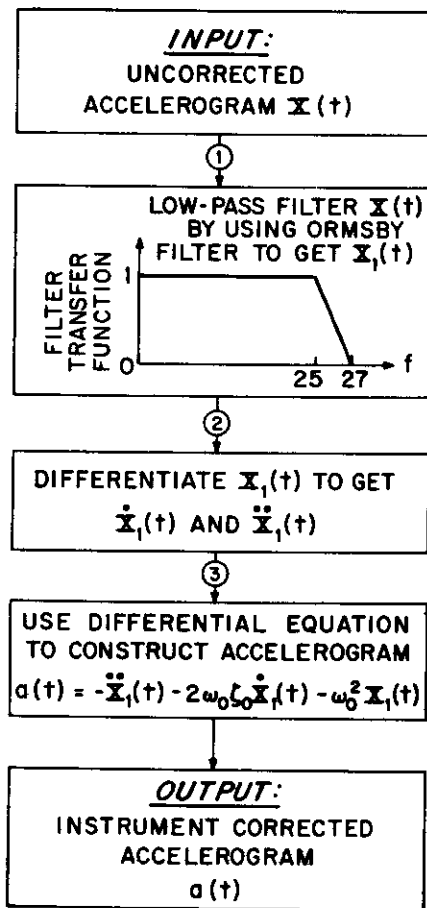 INPUT:
UNCORRECTED
ACCELEROGRAM X(t)
1
LOW-PASS FILTER X(t)
BY USING ORMSBY
FILTER TO GET X₁(t)
FILTER
TRANSFER
FUNCTION
1
0
25
27
f
2
DIFFERENTIATE X₁(t) TO GET
Ẋ₁(t) AND Ẍ₁(t)
3
USE DIFFERENTIAL EQUATION
TO CONSTRUCT ACCELEROGRAM
a(t) = -Ẍ₁(t) - 2ω₀ζ₀Ẋ₁(t) - ω₀²X₁(t)
OUTPUT:
INSTRUMENT CORRECTED
ACCELEROGRAM
a(t)